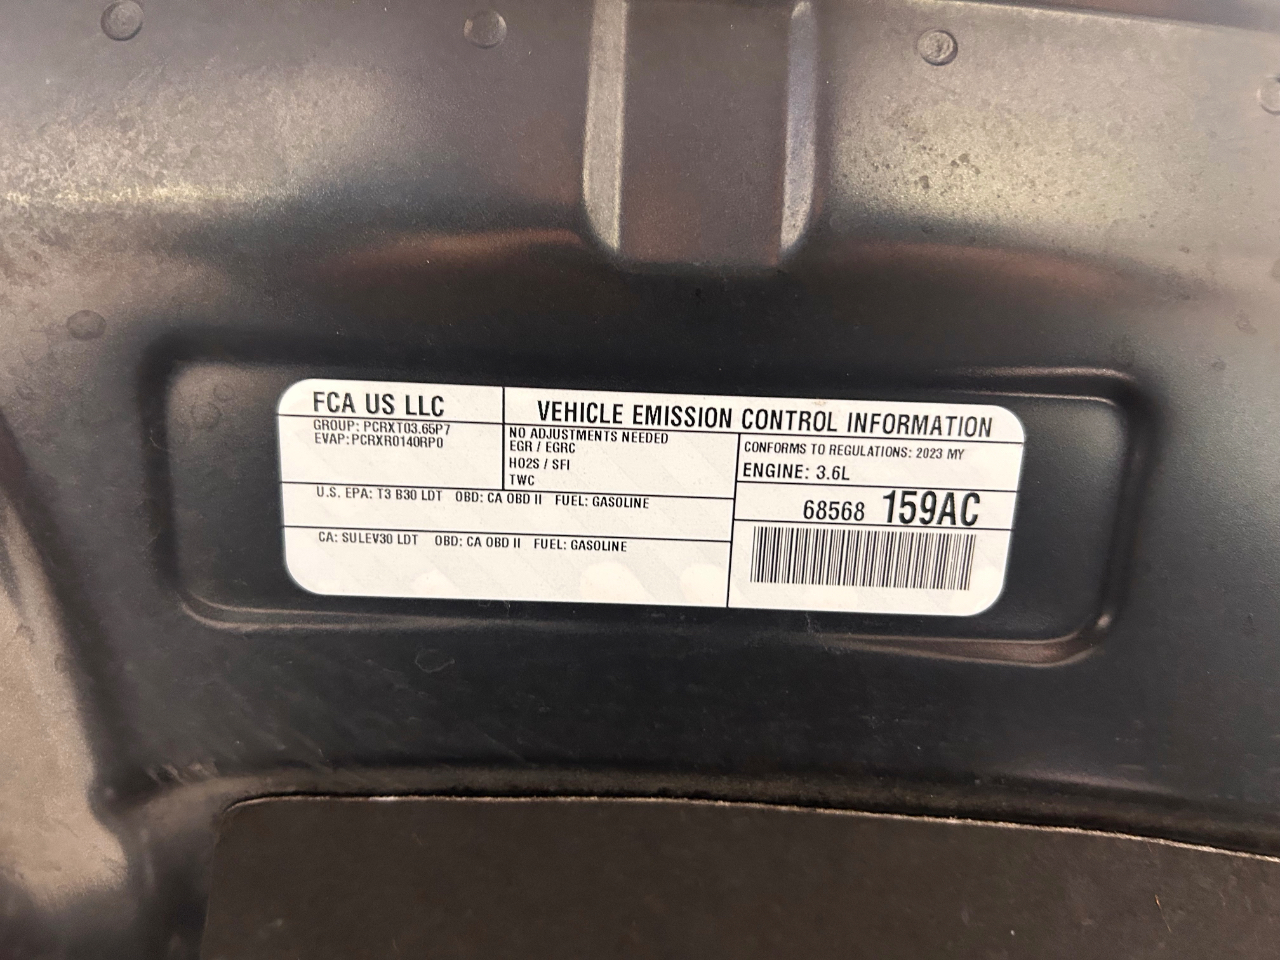 FCA US LLC
VEHICLE EMISSION CONTROL INFORMATION
GROUP: PCRXT03.65P7
EVAP: PCRXR0140RP0
NO ADJUSTMENTS NEEDED
EGR / EGRC
HO2S / SFI
TWC
CONFORMS TO REGULATIONS: 2023 MY
ENGINE: 3.6L
U.S. EPA: T3 B30 LDT OBD: CA OBD II FUEL: GASOLINE
68568 159AC
CA: SULEV30 LDT OBD: CA OBD II FUEL: GASOLINE